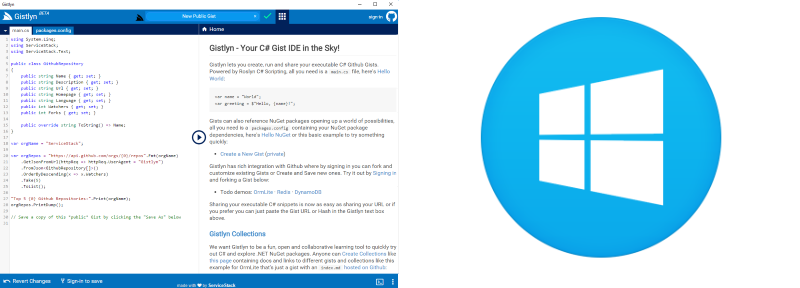 Gistlyn
Gistlyn BETA
New Public Gist
sign in
main.cs
packages.config
Home
using System.Linq;
using ServiceStack;
using ServiceStack.Text;
public class GithubRepository
{
public string Name { get; set; }
public string Description { get; set; }
public string Url { get; set; }
public string Homepage { get; set; }
public string Language { get; set; }
public int Watchers { get; set; }
public int Forks { get; set; }
public override string ToString() => Name;
}
var orgName = "ServiceStack";
var orgRepos = "https://api.github.com/orgs/{0}/repos".Fmt(orgName)
.GetJsonFromUrl(httpReq => httpReq.UserAgent = "Gistlyn")
.FromJson<GithubRepository[]>()
.OrderByDescending(x => x.Watchers)
.Take(5)
.ToList();
"Top 5 {0} Github Repositories:".Print(orgName);
orgRepos.PrintDump();
// Save a copy of this *public* Gist by clicking the "Save As" below
Gistlyn - Your C# Gist IDE in the Sky!
Gistlyn lets you create, run and share your executable C# Github Gists
Powered by Roslyn C# Scripting, all you need is a main.cs file, here's Hello
World:
var name = "World";
var greeting = $"Hello, {name}!";
Gists can also reference NuGet packages opening up a world of possibilities,
all you need is a packages.config containing your NuGet package
dependencies, here's Hello NuGet or this basic example to try something
quickly:
Create a New Gist (private)
Gistlyn has rich integration with Github where by signing in you can fork and
customize existing Gists or Create and Save new ones. Try it out by Signing in
and forking a Gist below:
Todo demos: OrmLite · Redis · DynamoDB
Sharing your executable C# snippets is now as easy as sharing your URL or if
you prefer you can just paste the Gist URL or Hash in the Gistlyn textbox
above.
Gistlyn Collections
We want Gistlyn to be a fun, open and collaborative learning tool to quickly try
out C# and explore .NET NuGet packages. Anyone can Create Collections like
this page containing docs and links to different gists and collections like this
example for OrmLite that's just a gist with an index.md hosted on Github:
Revert Changes
Sign-in to save
made with ❤ by ServiceStack